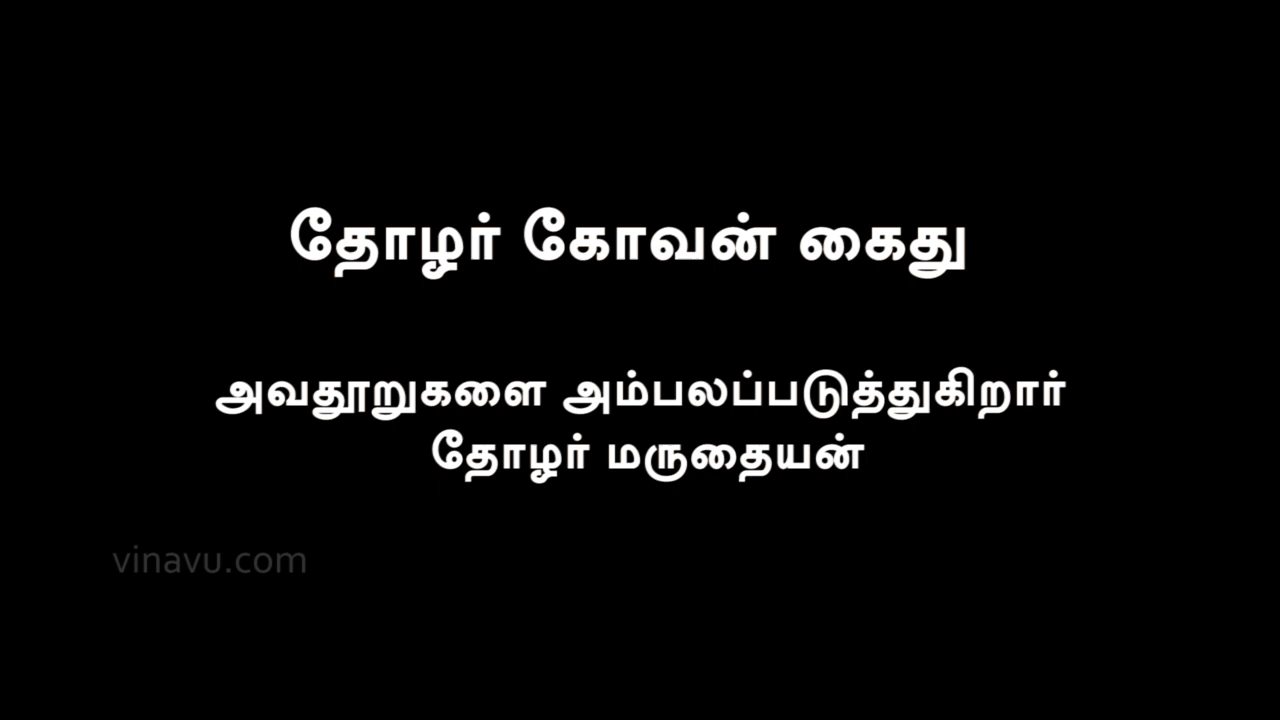 தோழர் கோவன் கைது
அவதூறுகளை அம்பலப்படுத்துகிறார்
தோழர் மருதையன்
vinavu.com